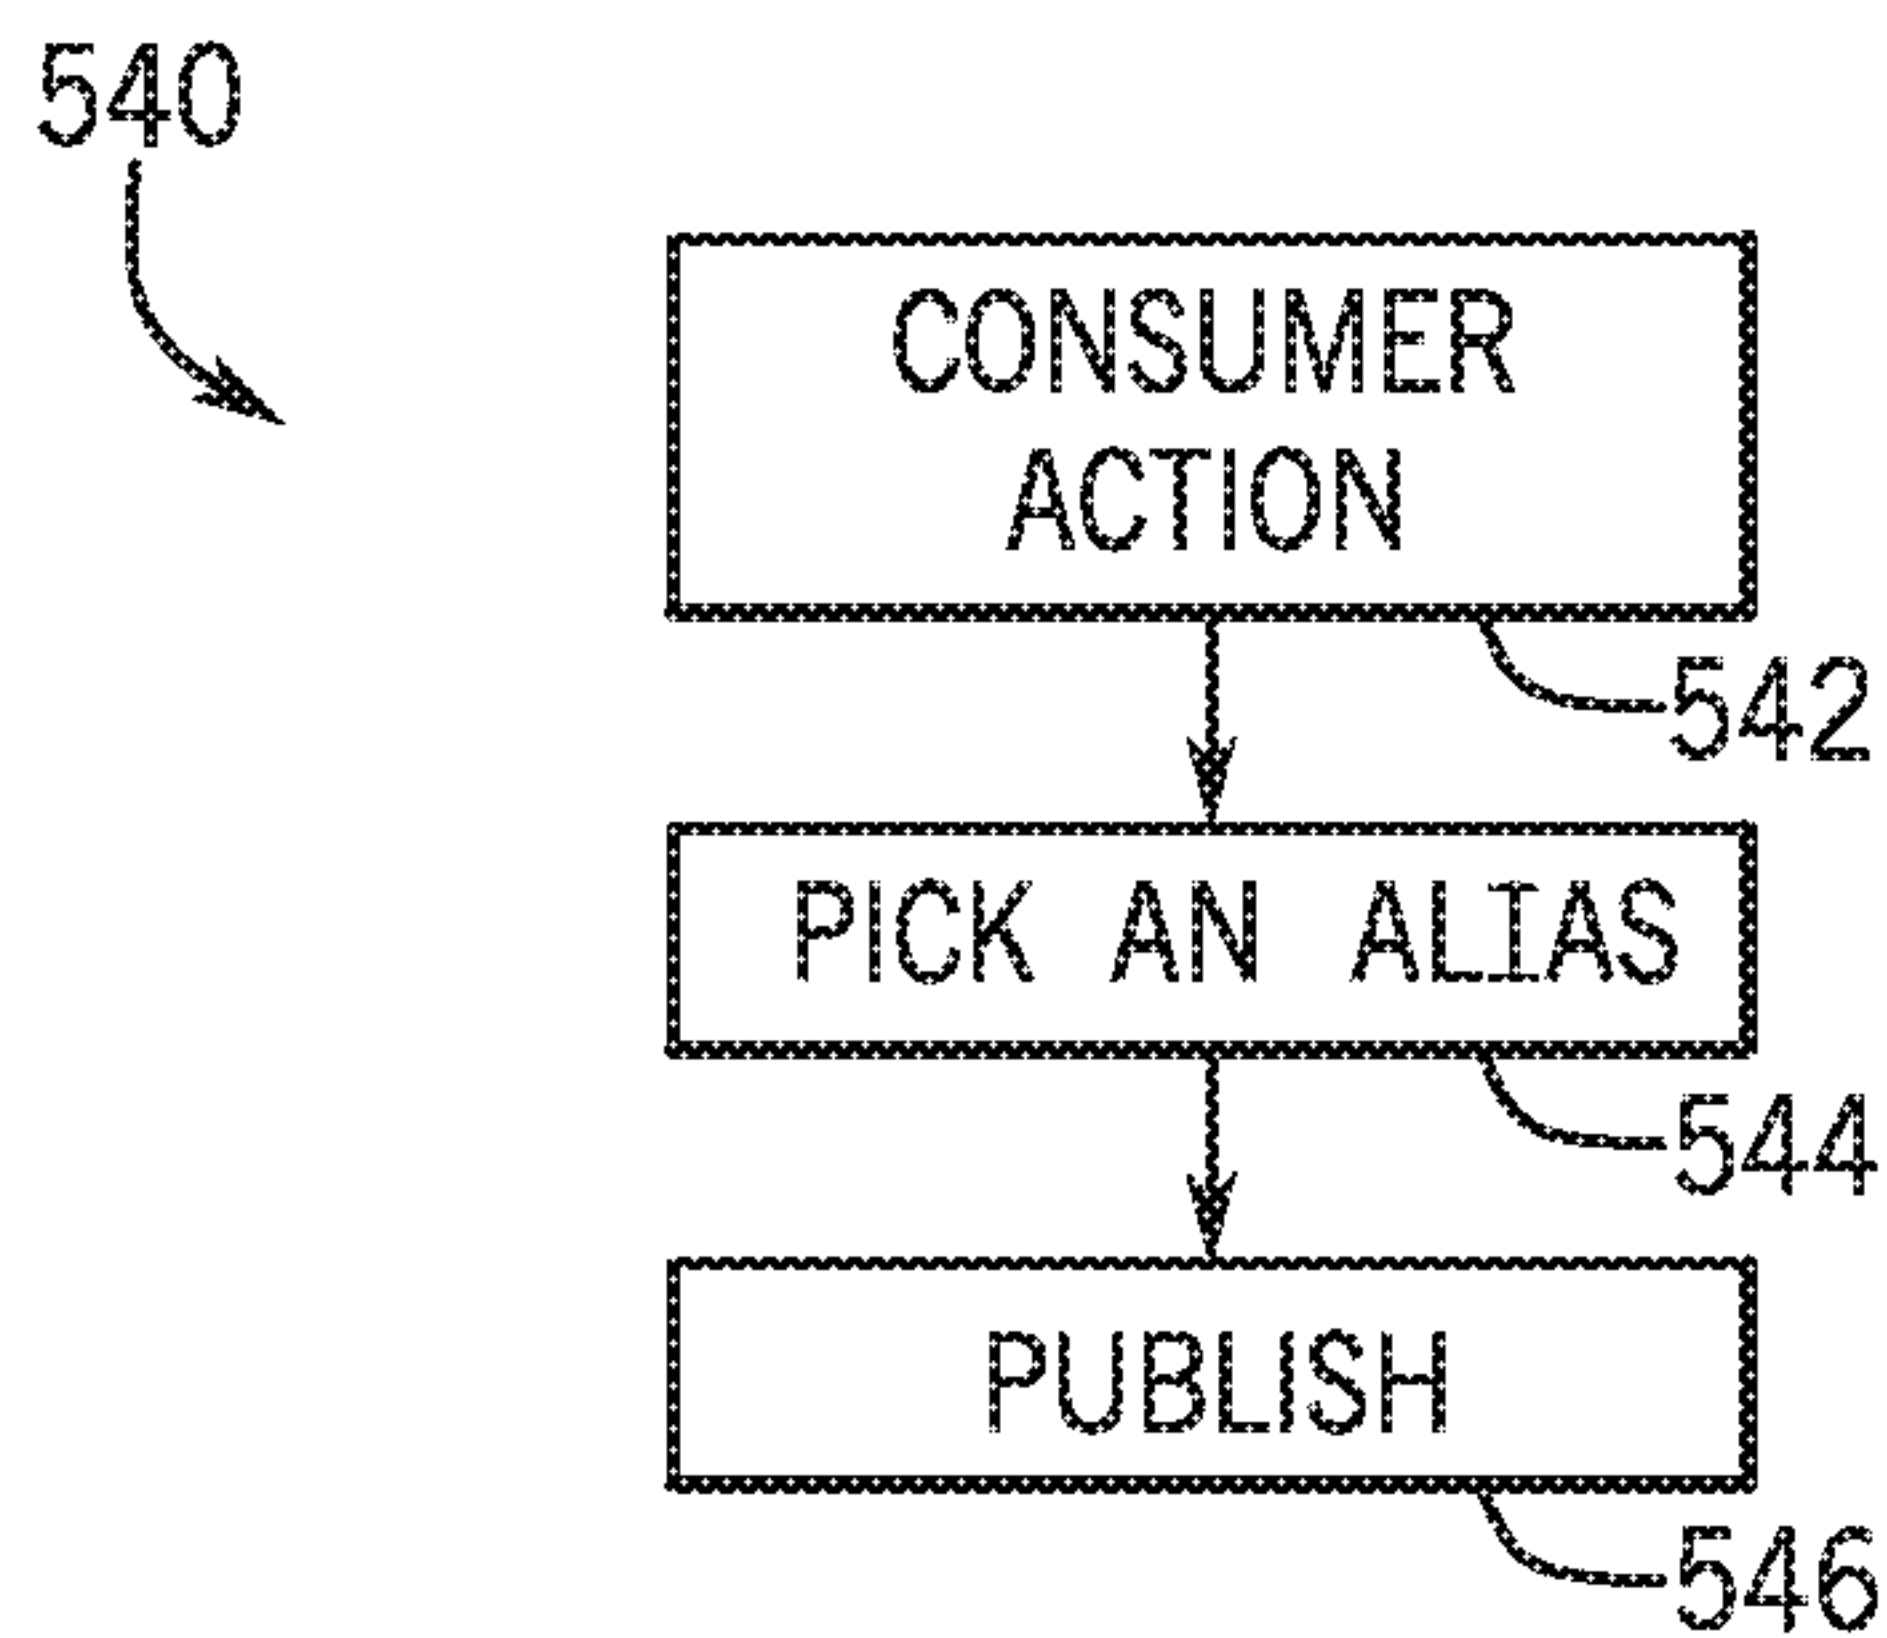 540
CONSUMER
ACTION
542
PICK AN ALIAS
544
PUBLISH
546